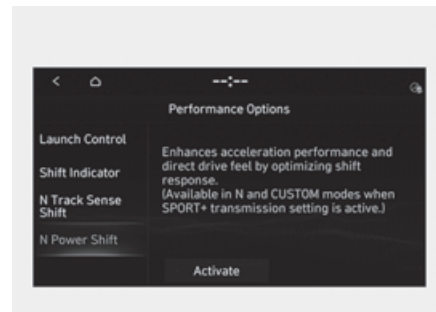 --:--
Performance Options
Launch Control
Shift Indicator
N Track Sense
Shift
N Power Shift
Enhances acceleration performance and
direct drive feel by optimizing shift
response.
(Available in N and CUSTOM modes when
SPORT+ transmission setting is active.)
Activate